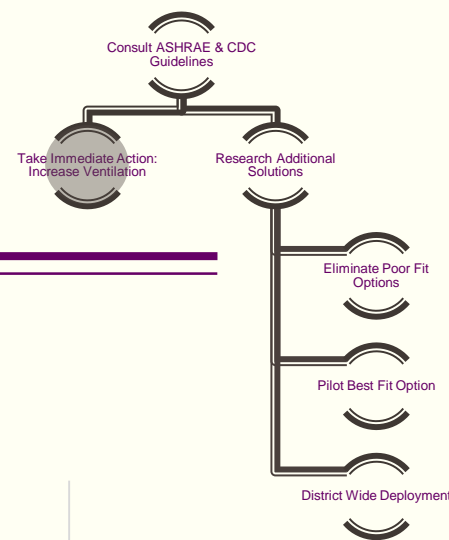 Consult ASHRAE & CDC
Guidelines
Take Immediate Action:
Increase Ventilation
Research Additional
Solutions
Eliminate Poor Fit
Options
Pilot Best Fit Option
District Wide Deployment